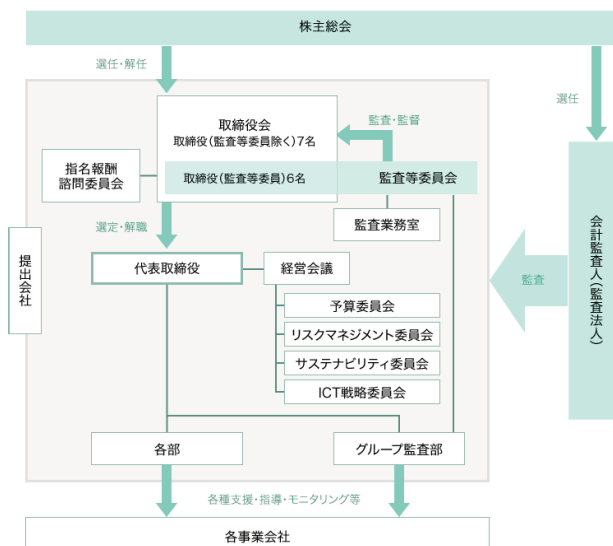 株主総会
選任・解任
選任
取締役会
取締役(監査等委員除く)7名
監査・監督
指名報酬
諮問委員会
取締役(監査等委員)6名
監査等委員会
監査業務室
選定・解職
提出会社
代表取締役
経営会議
監査
会計監査人(監査法人)
予算委員会
リスクマネジメント委員会
サステナビリティ委員会
ICT戦略委員会
各部
グループ監査部
各種支援・指導・モニタリング等
各事業会社